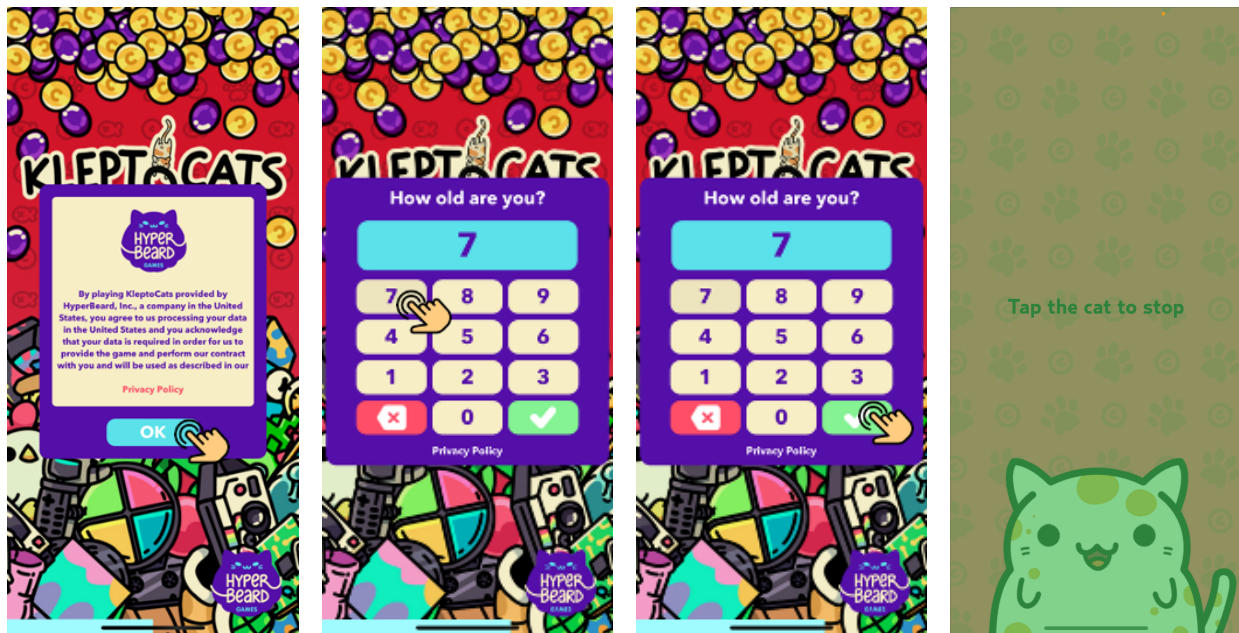 KLEPTOCATS
HYPER
BEARD
GAMES
By playing KleptoCats provided by
HyperBeard, Inc., a company in the United
States, you agree to us processing your data
in the United States and you acknowledge
that your data is required in order for us to
provide the game and perform our contract
with you and will be used as described in our
Privacy Policy
OK
HYPER
BEARD
GAMES
KLEPTOCATS
How old are you?
7
7 8 9
4 5 6
1 2 3
0
Privacy Policy
HYPER
BEARD
GAMES
KLEPTOCATS
How old are you?
7
7 8 9
4 5 6
1 2 3
0
Privacy Policy
HYPER
BEARD
GAMES
Tap the cat to stop